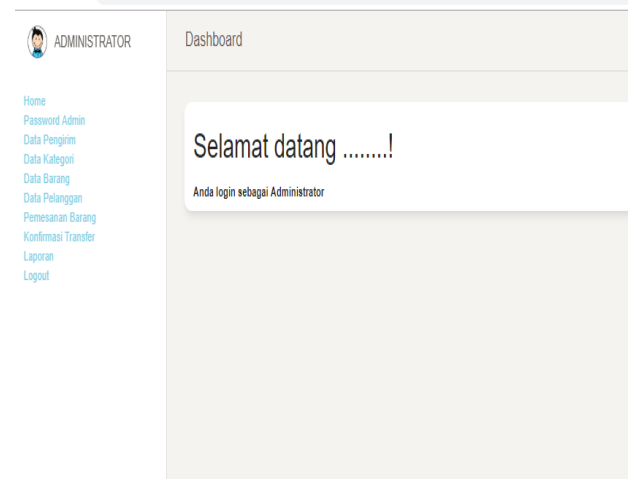 ADMINISTRATOR
Dashboard
Home
Password Admin
Data Pengirim
Data Kategori
Data Barang
Data Pelanggan
Pemesanan Barang
Konfirmasi Transfer
Laporan
Logout
Selamat datang ........!
Anda login sebagai Administrator